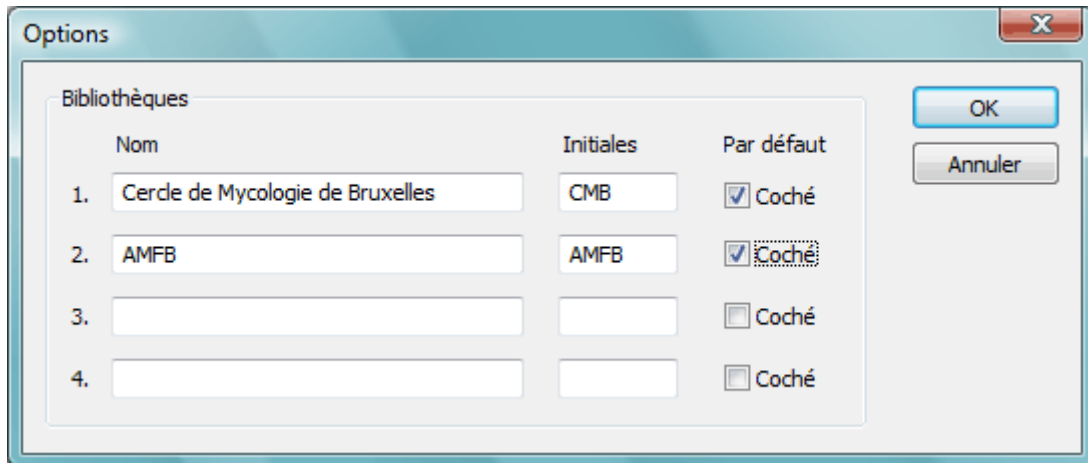 Options
Bibliothèques
Nom Initiales Par défaut
1. Cercle de Mycologie de Bruxelles CMB Coché
2. AMFB AMFB Coché
3. Coché
4. Coché
OK
Annuler